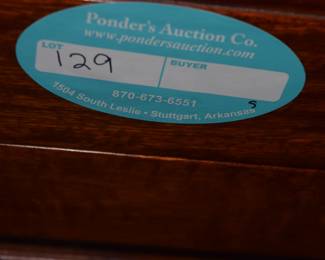 Ponder's Auction Co.
www.pondersauction.com
LOT
BUYER
129
870-673-6551
1504 South Leslie - Stuttgart, Arkansas
S